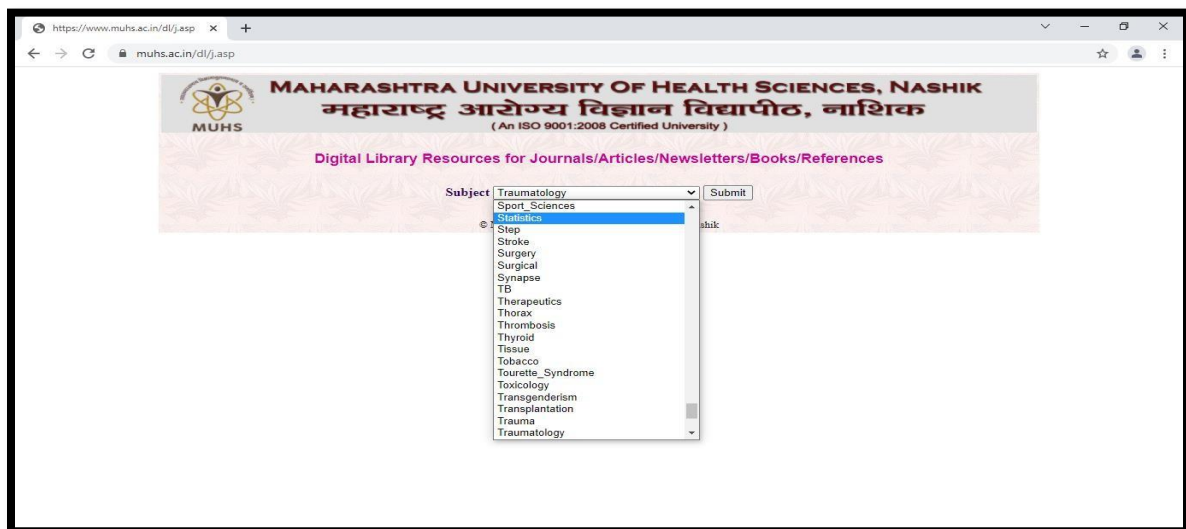 https://www.muhs.ac.in/dl/j.asp
muhs.ac.in/dl/j.asp
MAHARASHTRA UNIVERSITY OF HEALTH SCIENCES, NASHIK
महाराष्ट्र आरोग्य विज्ञान विद्यापीठ, नाशिक
(An ISO 9001:2008 Certified University)
MUHS
Digital Library Resources for Journals/Articles/Newsletters/Books/References
Subject Traumatology Submit
Sport_Sciences
Statistics
Step
©
Stroke
Surgery
Surgical
Synapse
TB
Therapeutics
Thorax
Thrombosis
Thyroid
Tissue
Tobacco
Tourette_Syndrome
Toxicology
Transgenderism
Transplantation
Trauma
Traumatology